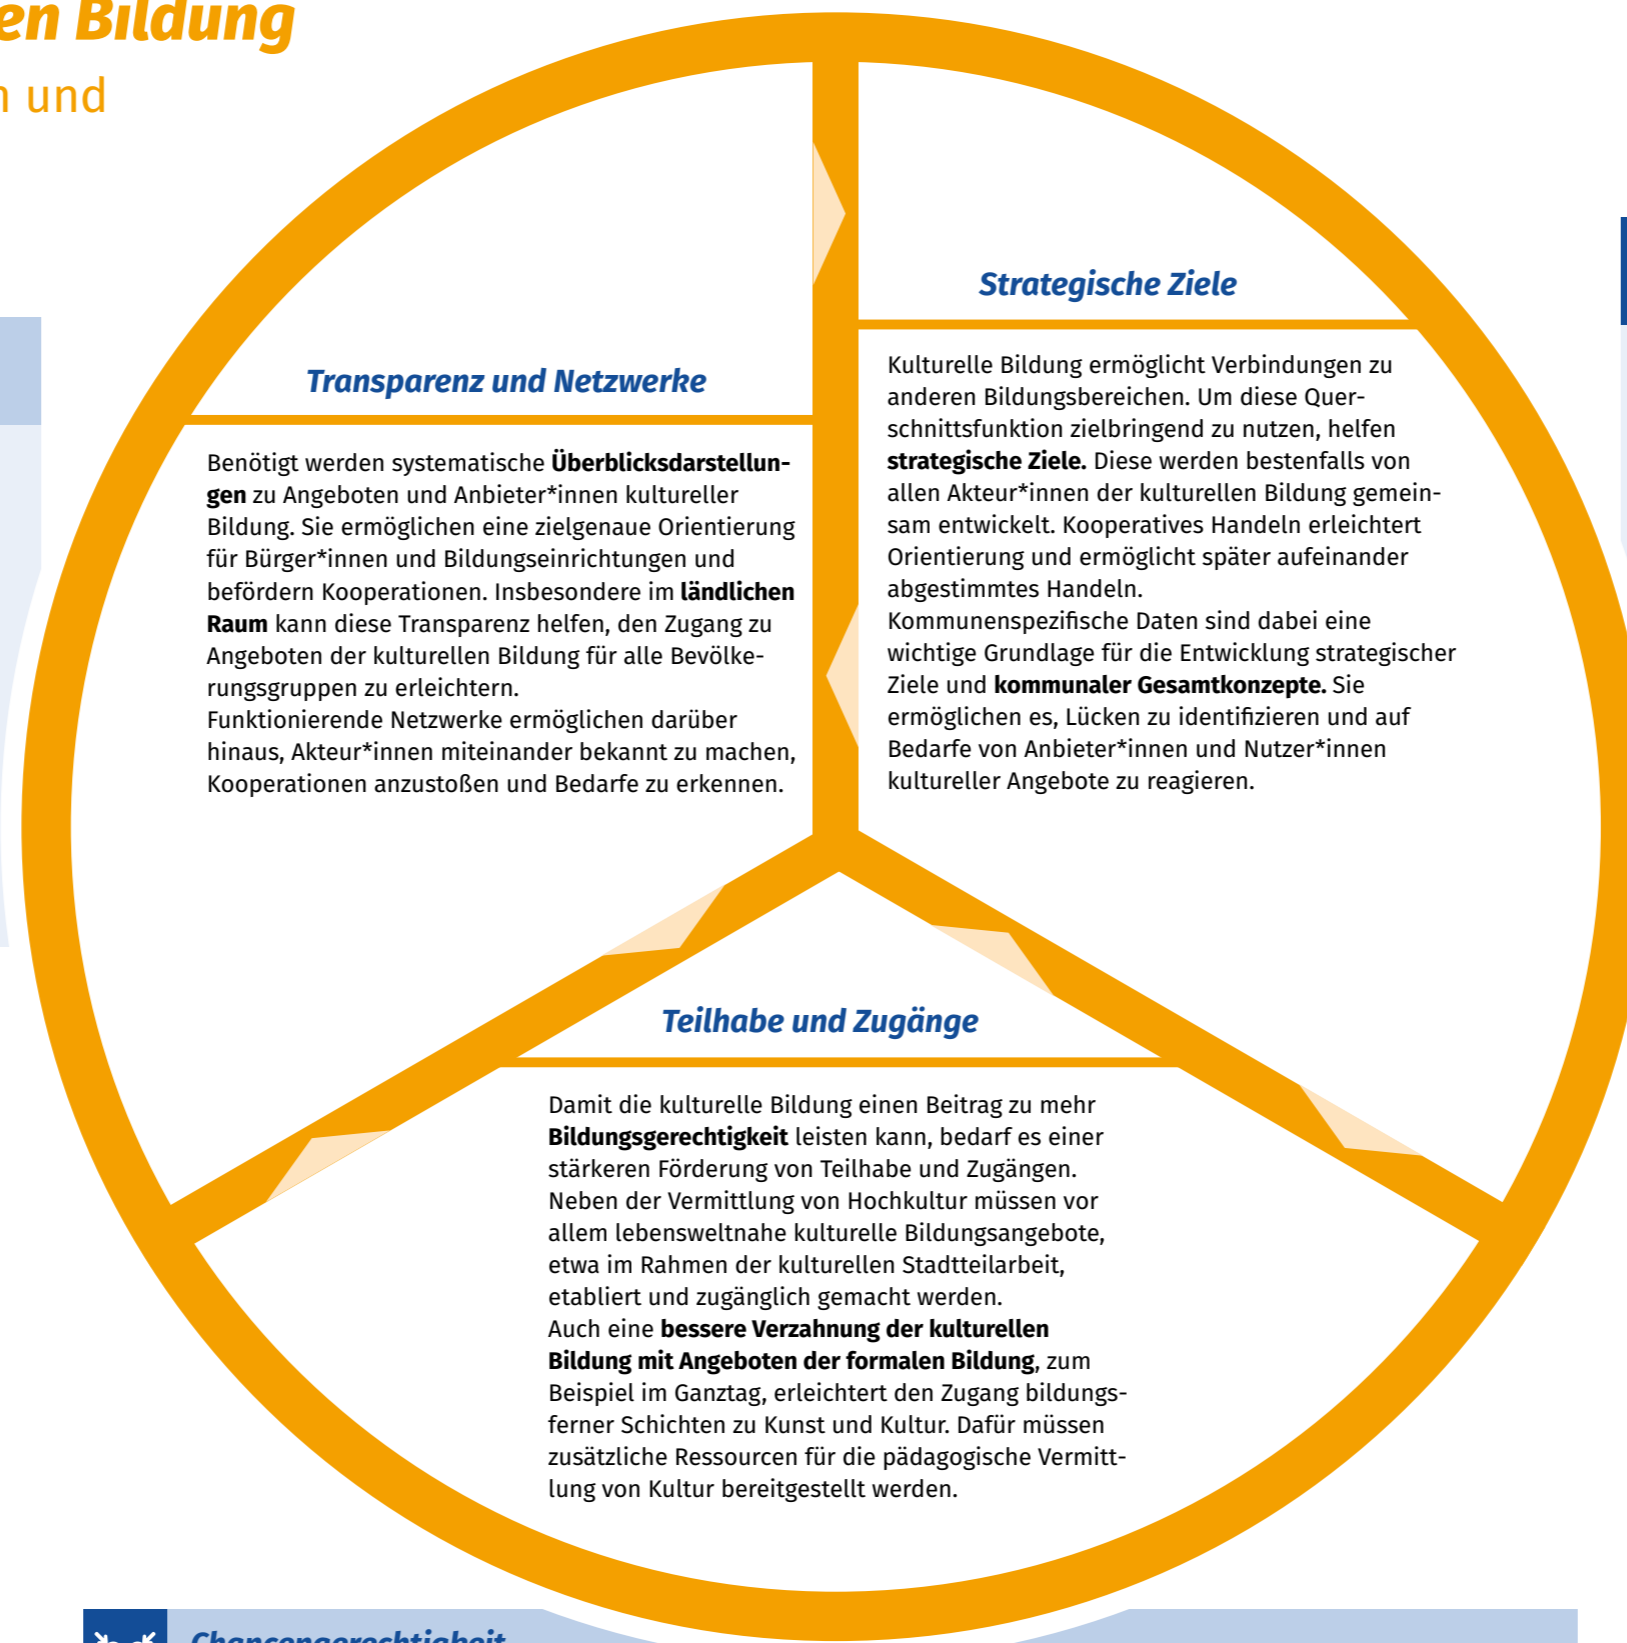 en Bildung
n und
Transparenz und Netzwerke
Benötigt werden systematische Überblicksdarstellun-
gen zu Angeboten und Anbieter*innen kultureller
Bildung. Sie ermöglichen eine zielgenaue Orientierung
für Bürger*innen und Bildungseinrichtungen und
befördern Kooperationen. Insbesondere im ländlichen
Raum kann diese Transparenz helfen, den Zugang zu
Angeboten der kulturellen Bildung für alle Bevölke-
rungsgruppen zu erleichtern.
Funktionierende Netzwerke ermöglichen darüber
hinaus, Akteur*innen miteinander bekannt zu machen,
Kooperationen anzustoßen und Bedarfe zu erkennen.
Strategische Ziele
Kulturelle Bildung ermöglicht Verbindungen zu
anderen Bildungsbereichen. Um diese Quer-
schnittsfunktion zielbringend zu nutzen, helfen
strategische Ziele. Diese werden bestenfalls von
allen Akteur*innen der kulturellen Bildung gemein-
sam entwickelt. Kooperatives Handeln erleichtert
Orientierung und ermöglicht später aufeinander
abgestimmtes Handeln.
Kommunenspezifische Daten sind dabei eine
wichtige Grundlage für die Entwicklung strategischer
Ziele und kommunaler Gesamtkonzepte. Sie
ermöglichen es, Lücken zu identifizieren und auf
Bedarfe von Anbieter*innen und Nutzer*innen
kultureller Angebote zu reagieren.
Teilhabe und Zugänge
Damit die kulturelle Bildung einen Beitrag zu mehr
Bildungsgerechtigkeit leisten kann, bedarf es einer
stärkeren Förderung von Teilhabe und Zugängen.
Neben der Vermittlung von Hochkultur müssen vor
allem lebensweltnahe kulturelle Bildungsangebote,
etwa im Rahmen der kulturellen Stadtteilarbeit,
etabliert und zugänglich gemacht werden.
Auch eine bessere Verzahnung der kulturellen
Bildung mit Angeboten der formalen Bildung, zum
Beispiel im Ganztag, erleichtert den Zugang bildungs-
ferner Schichten zu Kunst und Kultur. Dafür müssen
zusätzliche Ressourcen für die pädagogische Vermitt-
lung von Kultur bereitgestellt werden.
Chancengerechtigkeit